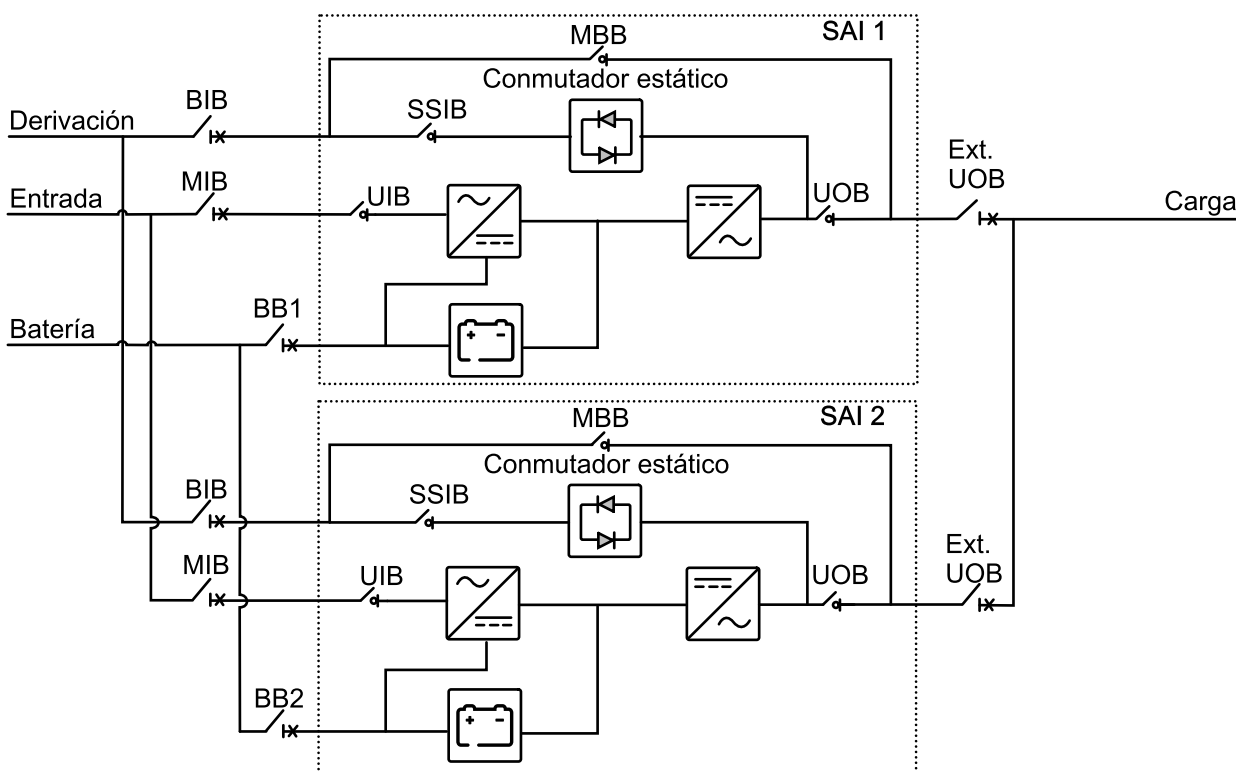 SAI 1
MBB
Conmutador estático
BIB
SSIB
Derivación
Ext.
UOB
MIB
UIB
UOB
Entrada
Carga
BB1
Batería
+ -
SAI 2
MBB
Conmutador estático
BIB
SSIB
Ext.
UOB
MIB
UIB
UOB
BB2
+ -